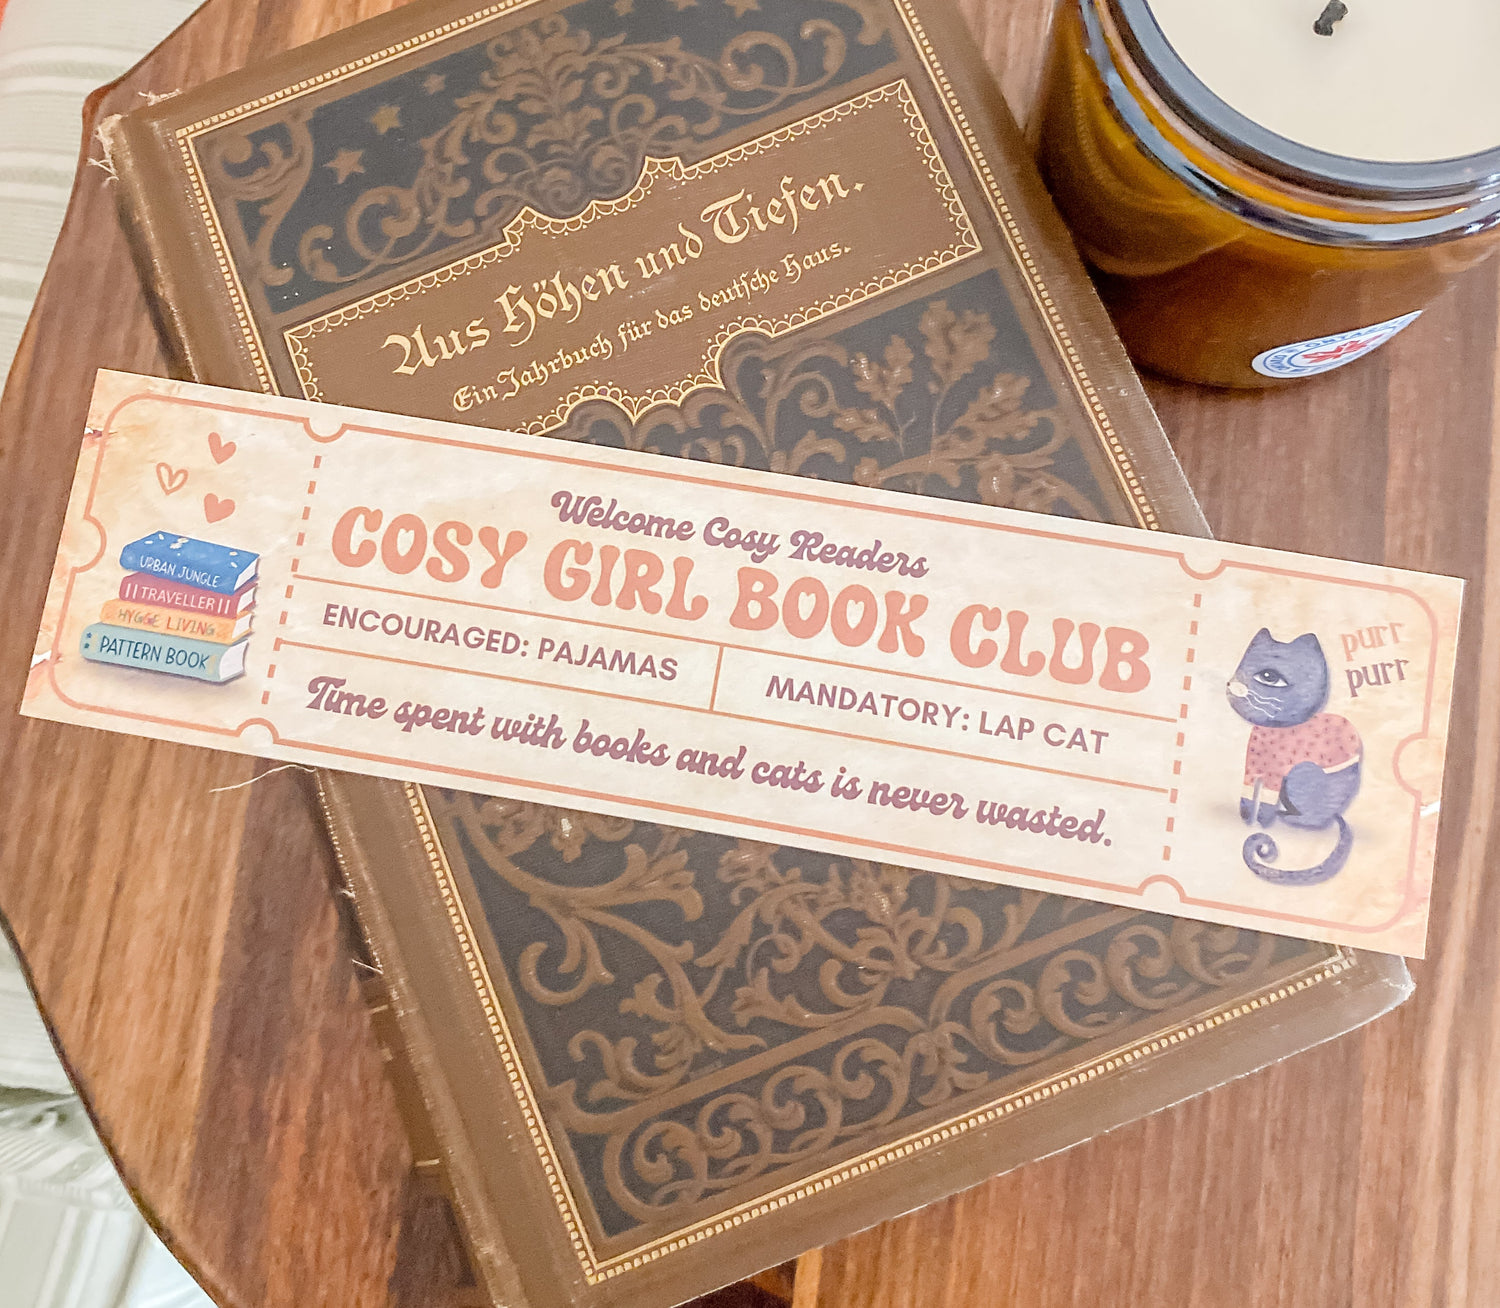 Aus Höhen und Tiefen.
Ein Jahrbuch für das deutsche Haus.
Welcome Cosy Readers
COSY GIRL BOOK CLUB
ENCOURAGED: PAJAMAS
MANDATORY: LAP CAT
Time spent with books and cats is never wasted.
URBAN JUNGLE
TRAVELLER
HYGGE LIVING
PATTERN BOOK
purr
purr